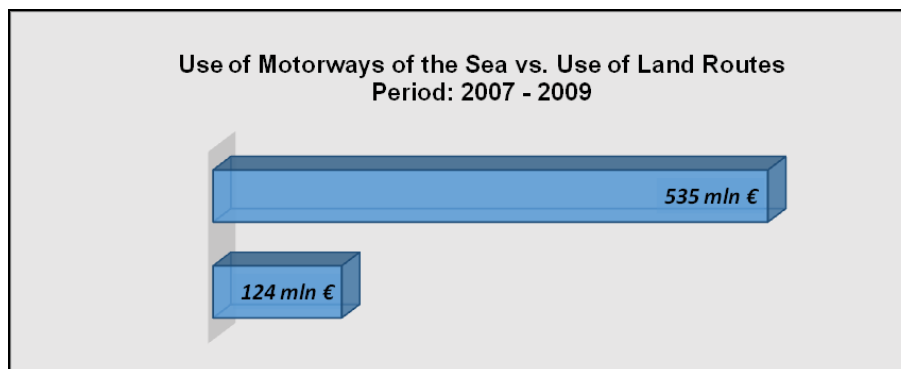 Use of Motorways of the Sea vs. Use of Land Routes
Period: 2007 - 2009
535 mln €
124 mln €